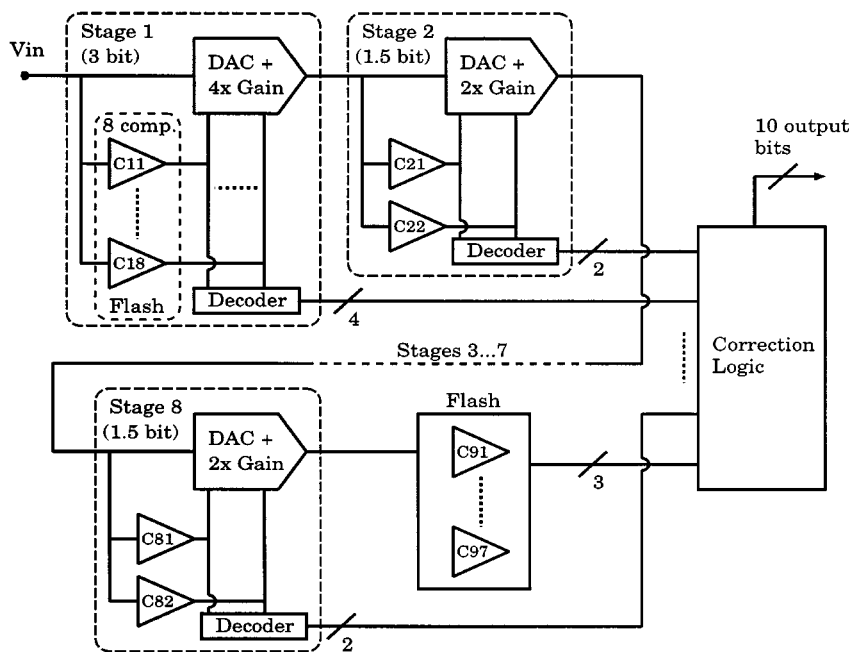 Vin
Stage 1
(3 bit)
DAC +
4x Gain
8 comp.
C11
C18
Flash
Decoder
4
Stage 2
(1.5 bit)
DAC +
2x Gain
C21
C22
Decoder
2
10 output
bits
Correction
Logic
Stages 3...7
Stage 8
(1.5 bit)
DAC +
2x Gain
C81
C82
Decoder
2
Flash
C91
C97
3